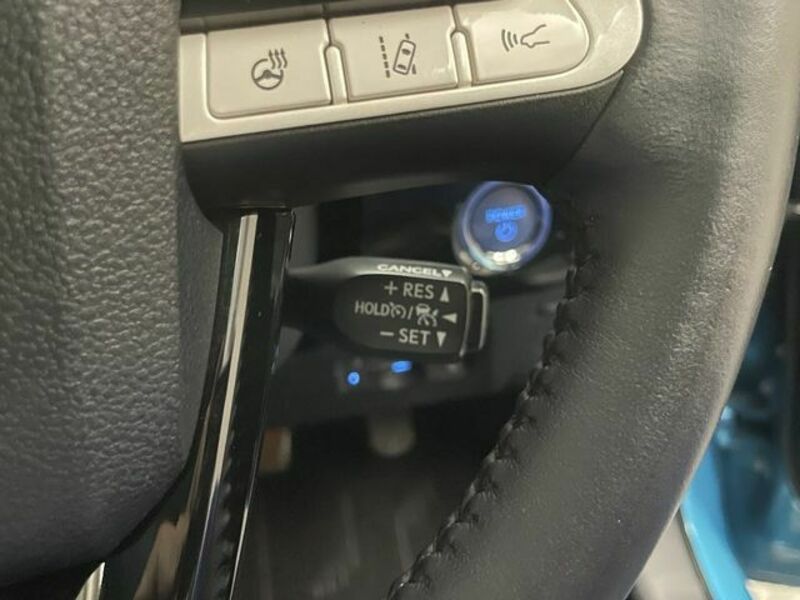 POWER
CANCEL▼
+ RES ▲
HOLD / ◄
− SET ▼